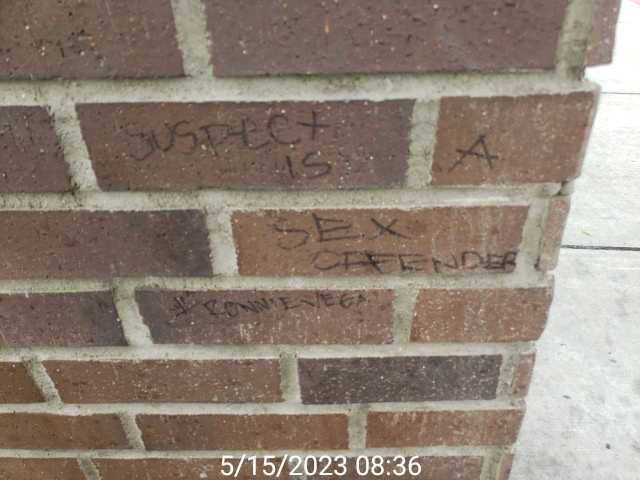 SUSPECT
IS A
SEX
OFFENDER
# RONNIEVEGA
5/15/2023 08:36